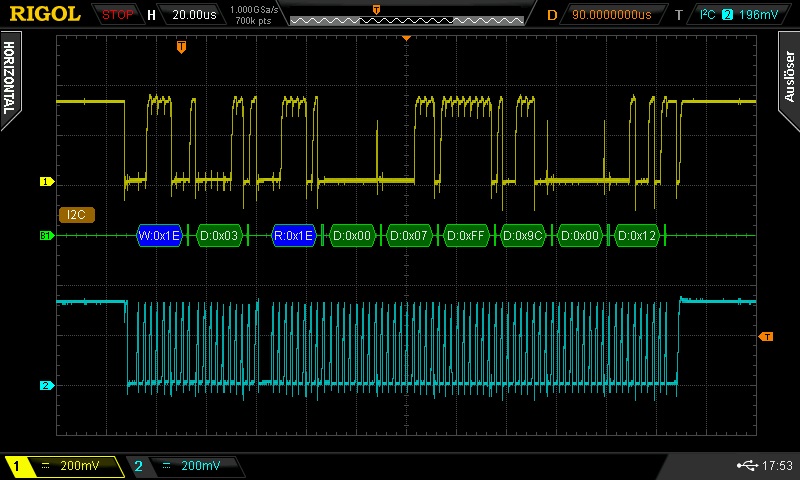 RIGOL STOP H 20.00us 1.000GSa/s 700k pts D 90.0000000us T I²C 2 196mV
T
HORIZONTAL
Auslöser
1
I2C
B1 W:0x1E D:0x03 R:0x1E D:0x00 D:0x07 D:0xFF D:0x9C D:0x00 D:0x12
T
2
1 200mV 2 200mV 17:53